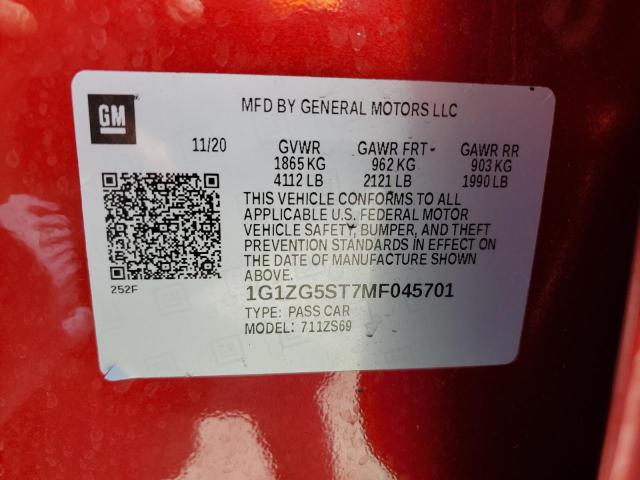 GM
MFD BY GENERAL MOTORS LLC
11/20 GVWR GAWR FRT GAWR RR
1865 KG 962 KG 903 KG
4112 LB 2121 LB 1990 LB
THIS VEHICLE CONFORMS TO ALL
APPLICABLE U.S. FEDERAL MOTOR
VEHICLE SAFETY, BUMPER, AND THEFT
PREVENTION STANDARDS IN EFFECT ON
THE DATE OF MANUFACTURE SHOWN
ABOVE.
252F
1G1ZG5ST7MF045701
TYPE: PASS CAR
MODEL: 711ZS69